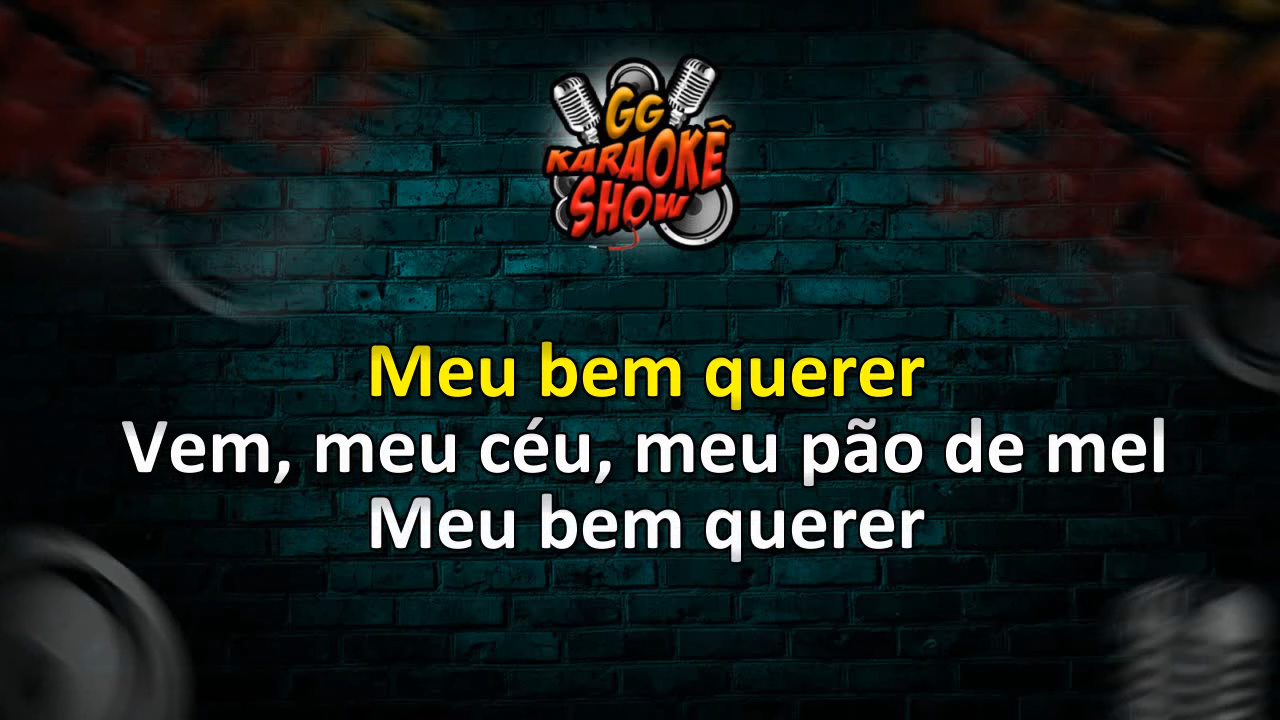 GG
KARAOKÊ
SHOW
Meu bem querer
Vem, meu céu, meu pão de mel
Meu bem querer